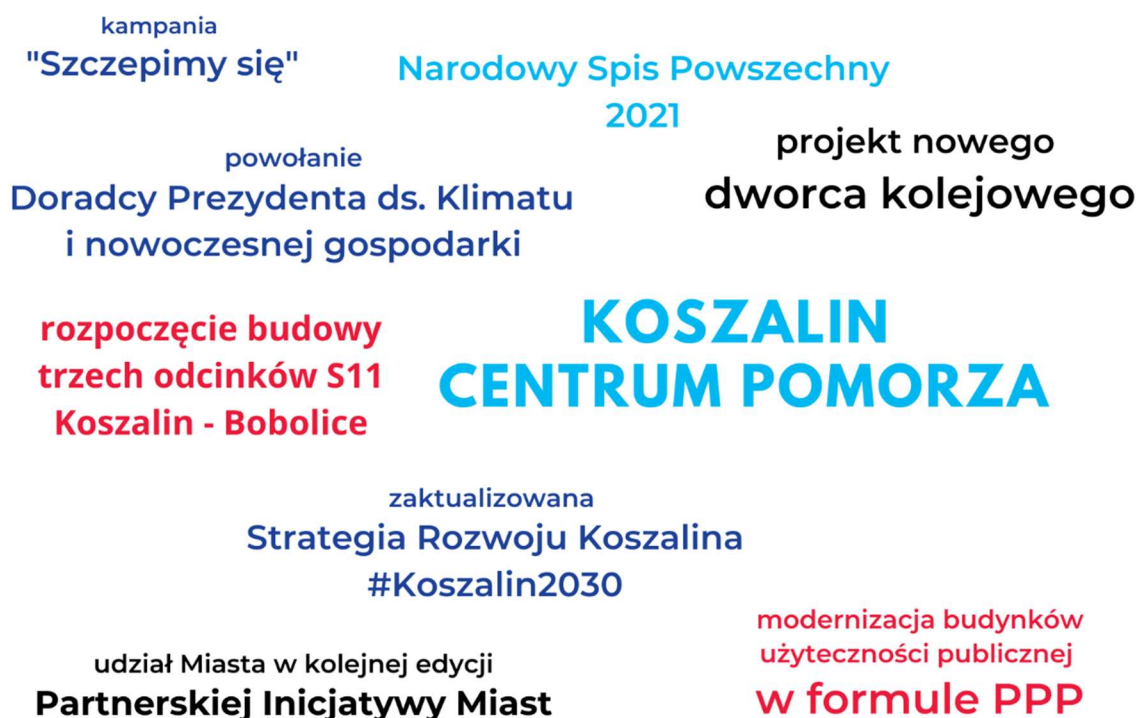 kampania
"Szczepimy się"
Narodowy Spis Powszechny
2021
projekt nowego
dworca kolejowego
powołanie
Doradcy Prezydenta ds. Klimatu
i nowoczesnej gospodarki
rozpoczęcie budowy
trzech odcinków S11
Koszalin - Bobolice
KOSZALIN
CENTRUM POMORZA
zaktualizowana
Strategia Rozwoju Koszalina
#Koszalin2030
udział Miasta w kolejnej edycji
Partnerskiej Inicjatywy Miast
modernizacja budynków
użyteczności publicznej
w formule PPP